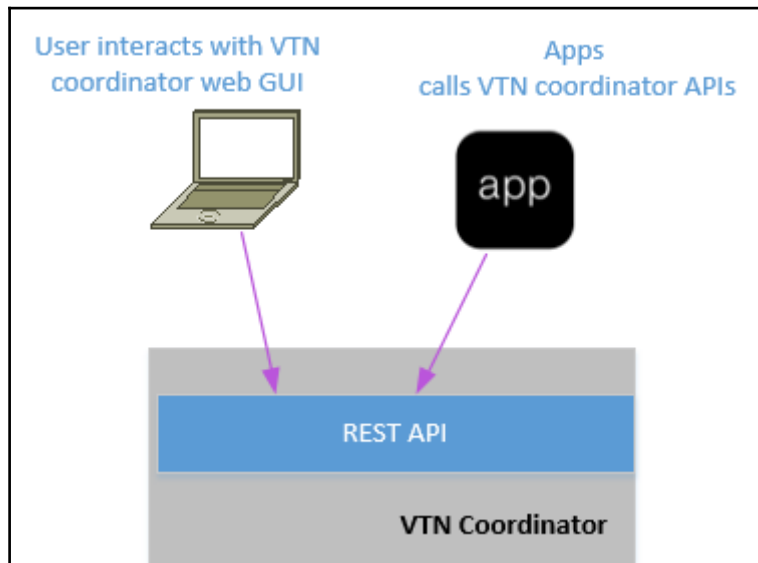 User interacts with VTN
coordinator web GUI
Apps
calls VTN coordinator APIs
app
REST API
VTN Coordinator